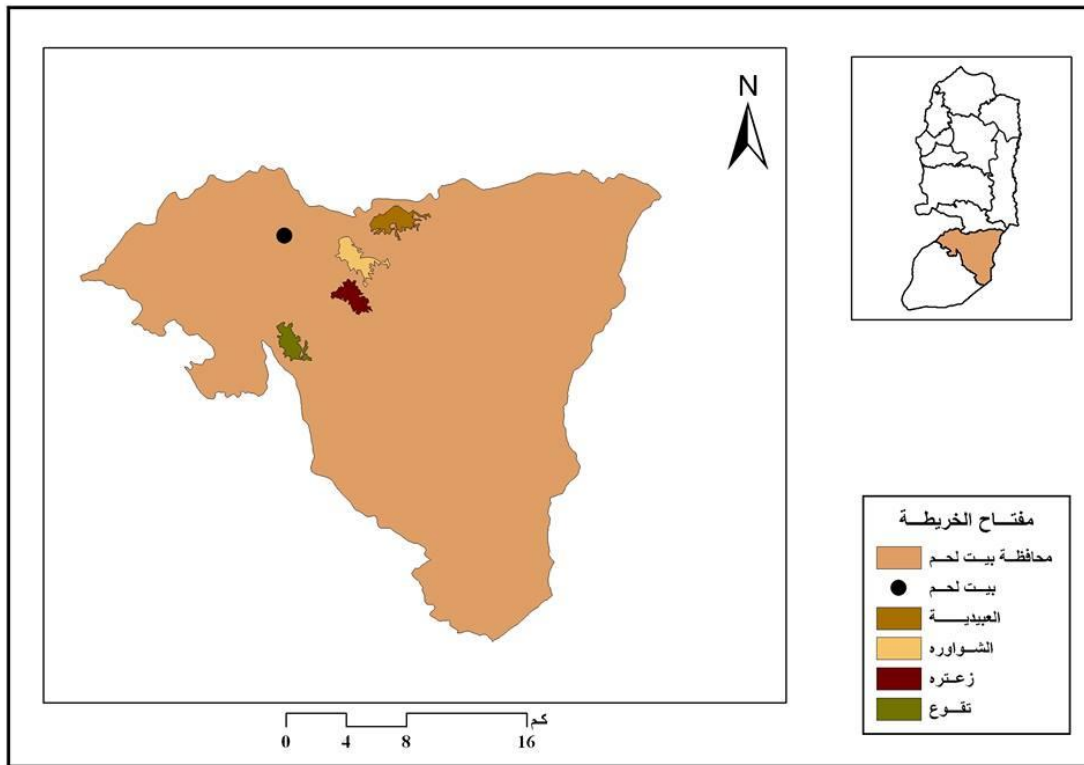 N
مفتاح الخريطة
محافظة بيت لحم
بيت لحم
العبيدية
الشواوره
زعتره
تقوع
كم
0 4 8 16